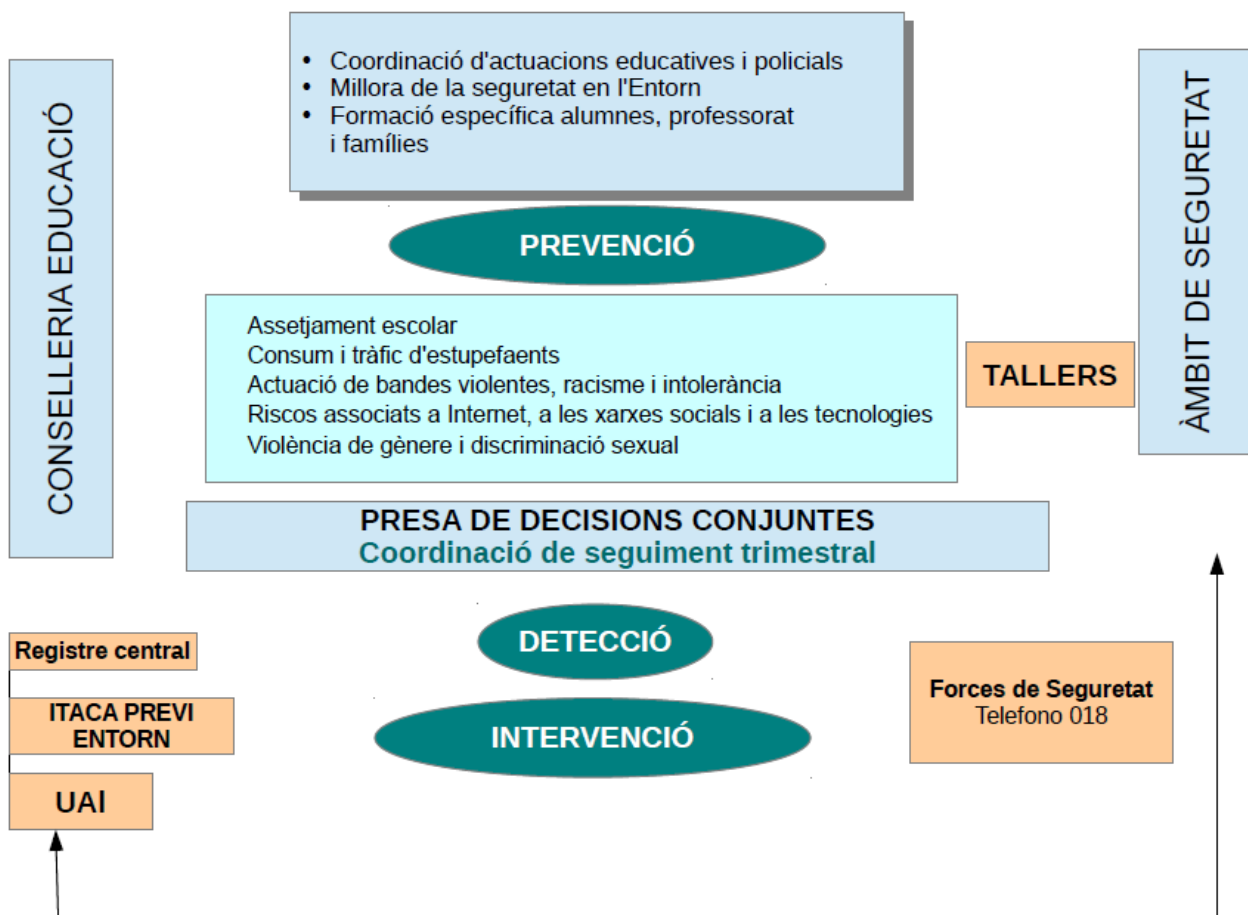 • Coordinació d'actuacions educatives i policials
• Millora de la seguretat en l'Entorn
• Formació específica alumnes, professorat
i famílies
CONSELLERIA EDUCACIÓ
ÀMBIT DE SEGURETAT
PREVENCIÓ
Assetjament escolar
Consum i tràfic d'estupefaents
Actuació de bandes violentes, racisme i intolerància
Riscos associats a Internet, a les xarxes socials i a les tecnologies
Violència de gènere i discriminació sexual
TALLERS
PRESA DE DECISIONS CONJUNTES
Coordinació de seguiment trimestral
DETECCIÓ
Registre central
ITACA PREVI
ENTORN
UAI
INTERVENCIÓ
Forces de Seguretat
Telefono 018